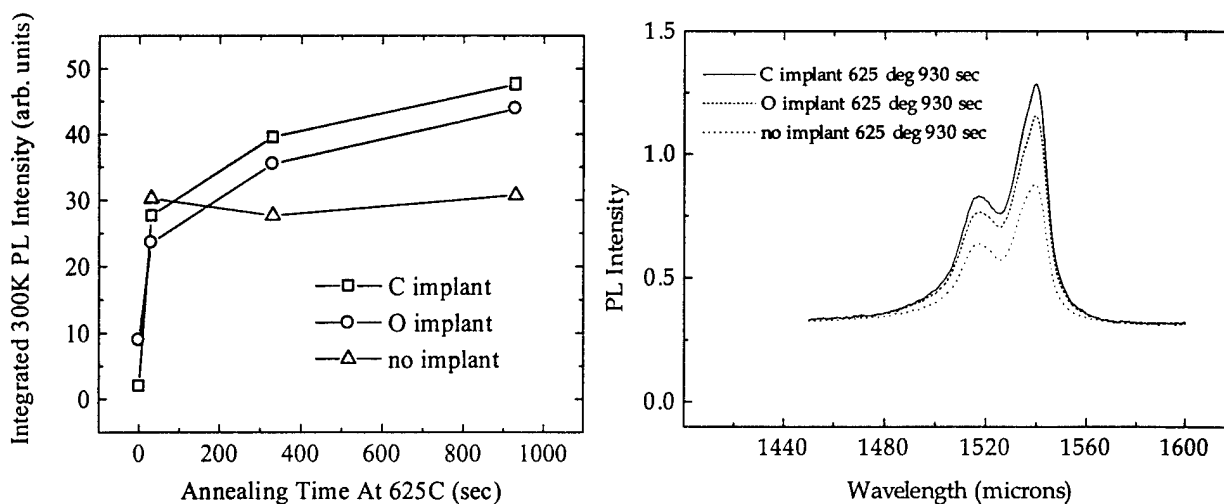 Integrated 300K PL Intensity (arb. units)
50
40
30
20
10
0
C implant
O implant
no implant
0 200 400 600 800 1000
Annealing Time At 625C (sec)
PL Intensity
1.5
1.0
0.5
0.0
C implant 625 deg 930 sec
O implant 625 deg 930 sec
no implant 625 deg 930 sec
1440 1480 1520 1560 1600
Wavelength (microns)